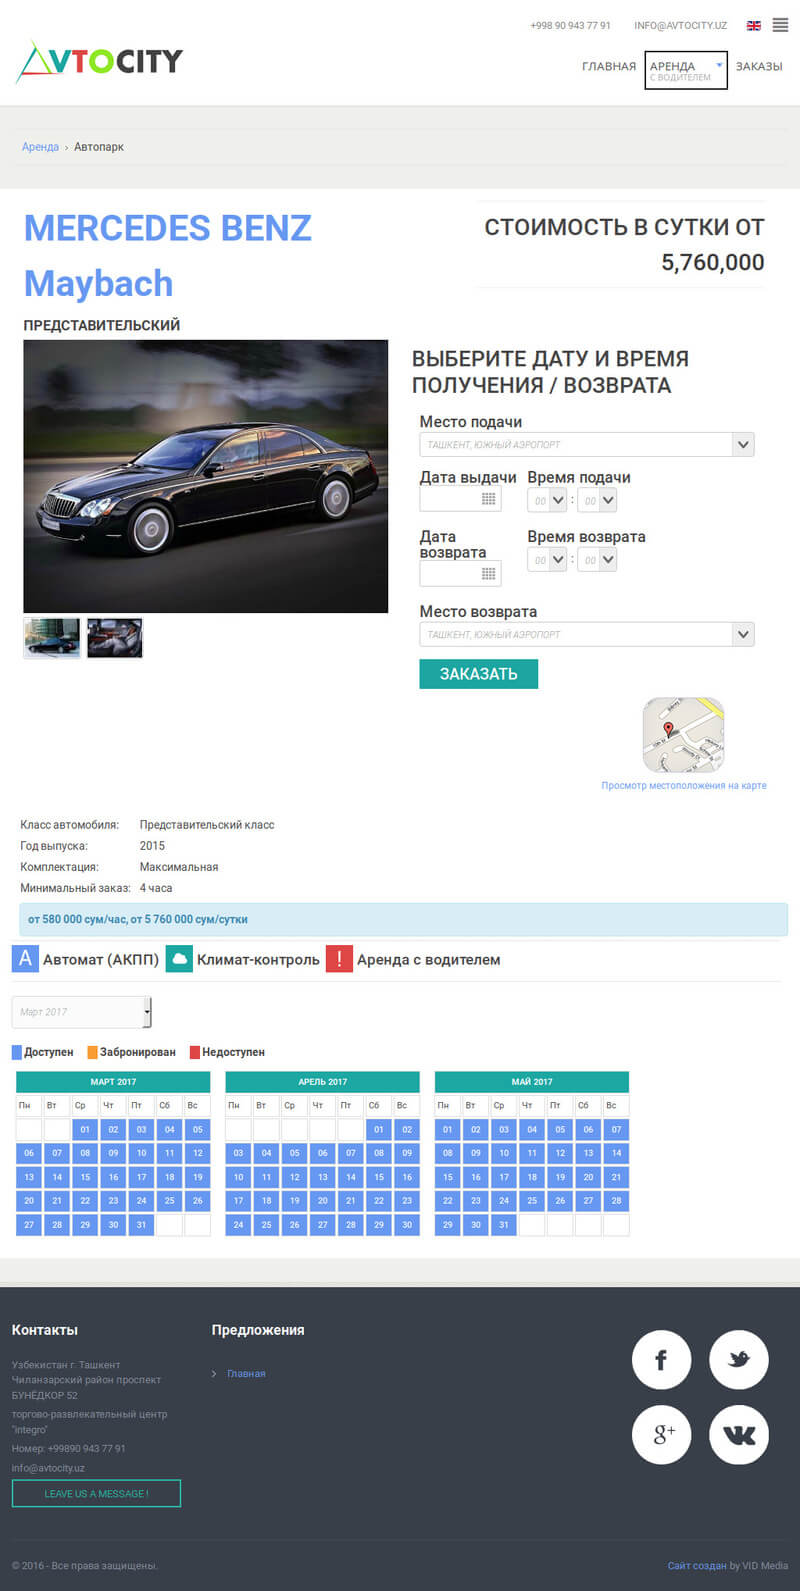 +998 90 943 77 91 INFO@AVTOCITY.UZ
AVTOCITY
ГЛАВНАЯ АРЕНДА ЗАКАЗЫ
С ВОДИТЕЛЕМ
Аренда › Автопарк
MERCEDES BENZ
Maybach
СТОИМОСТЬ В СУТКИ ОТ
5,760,000
ПРЕДСТАВИТЕЛЬСКИЙ
ВЫБЕРИТЕ ДАТУ И ВРЕМЯ
ПОЛУЧЕНИЯ / ВОЗВРАТА
Место подачи
ТАШКЕНТ, ЮЖНЫЙ АЭРОПОРТ
Дата выдачи Время подачи
00 : 00
Дата
возврата
Время возврата
00 : 00
Место возврата
ТАШКЕНТ, ЮЖНЫЙ АЭРОПОРТ
ЗАКАЗАТЬ
Просмотр местоположения на карте
Класс автомобиля: Представительский класс
Год выпуска: 2015
Комплектация: Максимальная
Минимальный заказ: 4 часа
от 580 000 сум/час, от 5 760 000 сум/сутки
A Автомат (АКПП) Климат-контроль ! Аренда с водителем
Март 2017
Доступен Забронирован Недоступен
МАРТ 2017
Пн Вт Ср Чт Пт Сб Вс
01 02 03 04 05
06 07 08 09 10 11 12
13 14 15 16 17 18 19
20 21 22 23 24 25 26
27 28 29 30 31
АРЕЛЬ 2017
Пн Вт Ср Чт Пт Сб Вс
01 02
03 04 05 06 07 08 09
10 11 12 13 14 15 16
17 18 19 20 21 22 23
24 25 26 27 28 29 30
МАЙ 2017
Пн Вт Ср Чт Пт Сб Вс
01 02 03 04 05 06 07
08 09 10 11 12 13 14
15 16 17 18 19 20 21
22 23 24 25 26 27 28
29 30 31
Контакты
Узбекистан г. Ташкент
Чиланзарский район проспект
БУНЁДКОР 52
торгово-развлекательный центр
"integro"
Номер: +99890 943 77 91
info@avtocity.uz
LEAVE US A MESSAGE !
Предложения
Главная
© 2016 - Все права защищены.
Сайт создан by VID Media